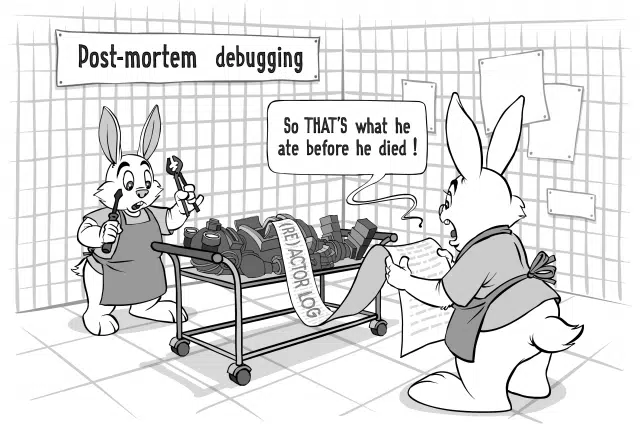 Post-mortem debugging
So THAT'S what he
ate before he died !
(RE)ACTOR LOG